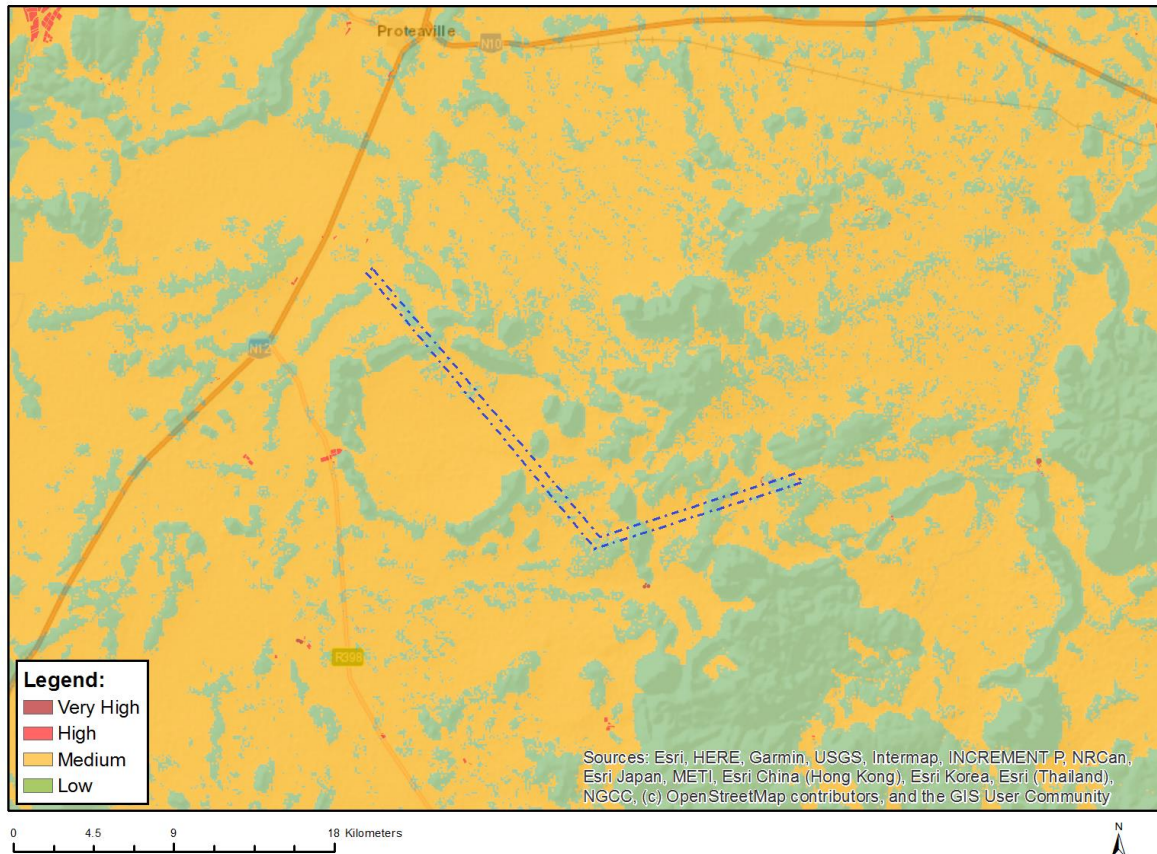 Proteaville
N10
N12
R398
Legend:
Very High
High
Medium
Low
Sources: Esri, HERE, Garmin, USGS, Intermap, INCREMENT P, NRCan,
Esri Japan, METI, Esri China (Hong Kong), Esri Korea, Esri (Thailand),
NGCC, (c) OpenStreetMap contributors, and the GIS User Community
0 4.5 9 18 Kilometers
N